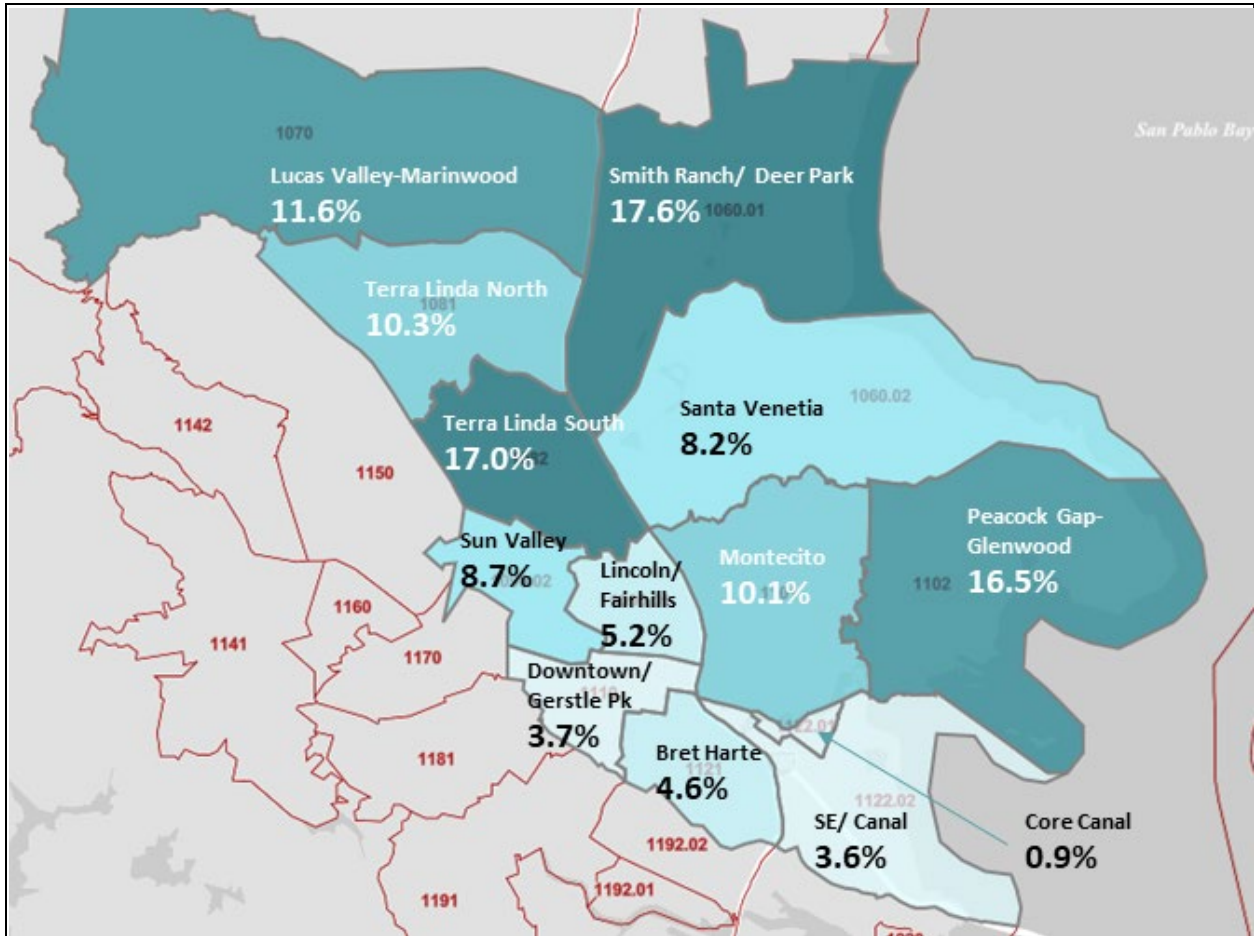 1070
San Pablo Bay
Lucas Valley-Marinwood
11.6%
Smith Ranch/ Deer Park
17.6%
1060.01
Terra Linda North
1081
10.3%
1142
1150
Terra Linda South
17.0%
Santa Venetia
8.2%
1060.02
Sun Valley
8.7%
Lincoln/
Fairhills
5.2%
Montecito
10.1%
Peacock Gap-
Glenwood
16.5%
1102
1160
1141
1170
Downtown/
Gerstle Pk
3.7%
1181
Bret Harte
1121
4.6%
1122.01
1122.02
SE/ Canal
3.6%
Core Canal
0.9%
1192.02
1192.01
1191